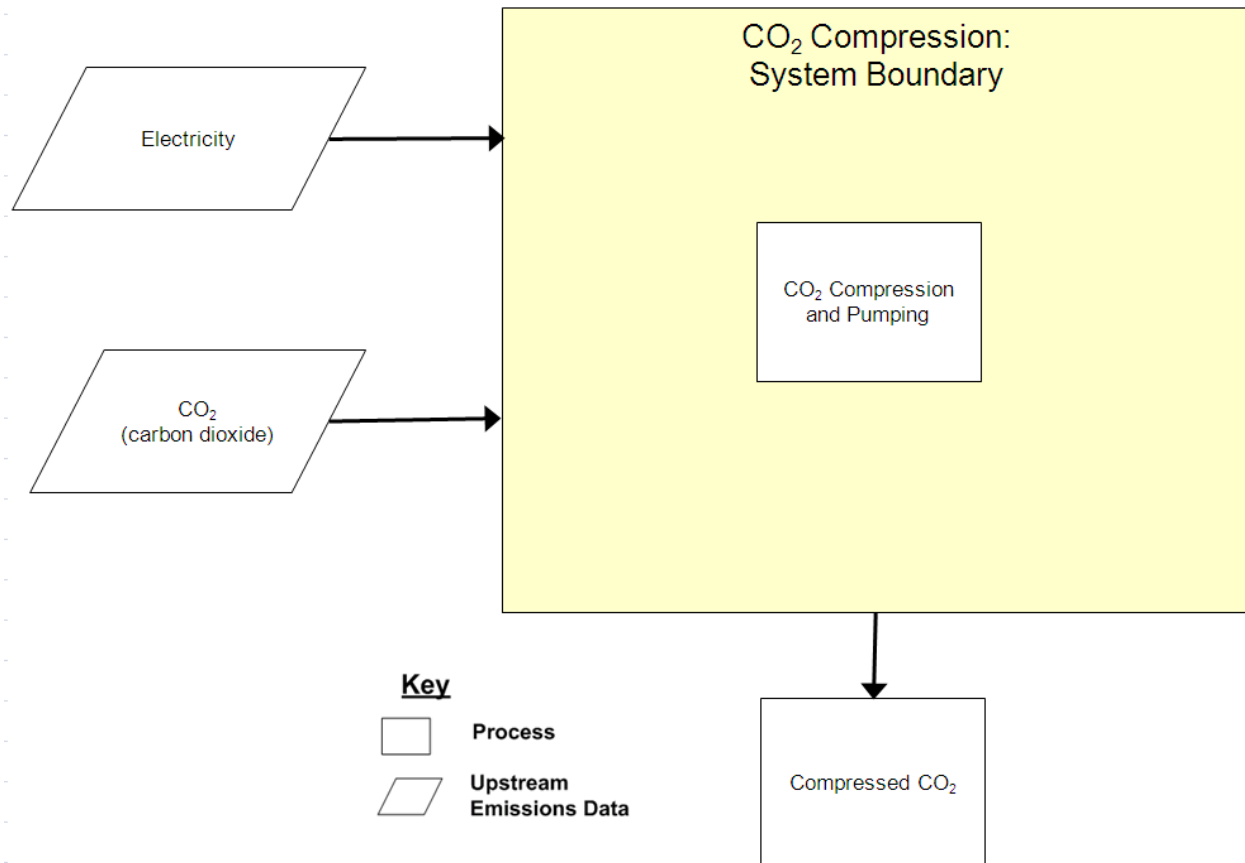 CO₂ Compression:
System Boundary
Electricity
CO₂ Compression
and Pumping
CO₂
(carbon dioxide)
Key
Process
Upstream
Emissions Data
Compressed CO₂